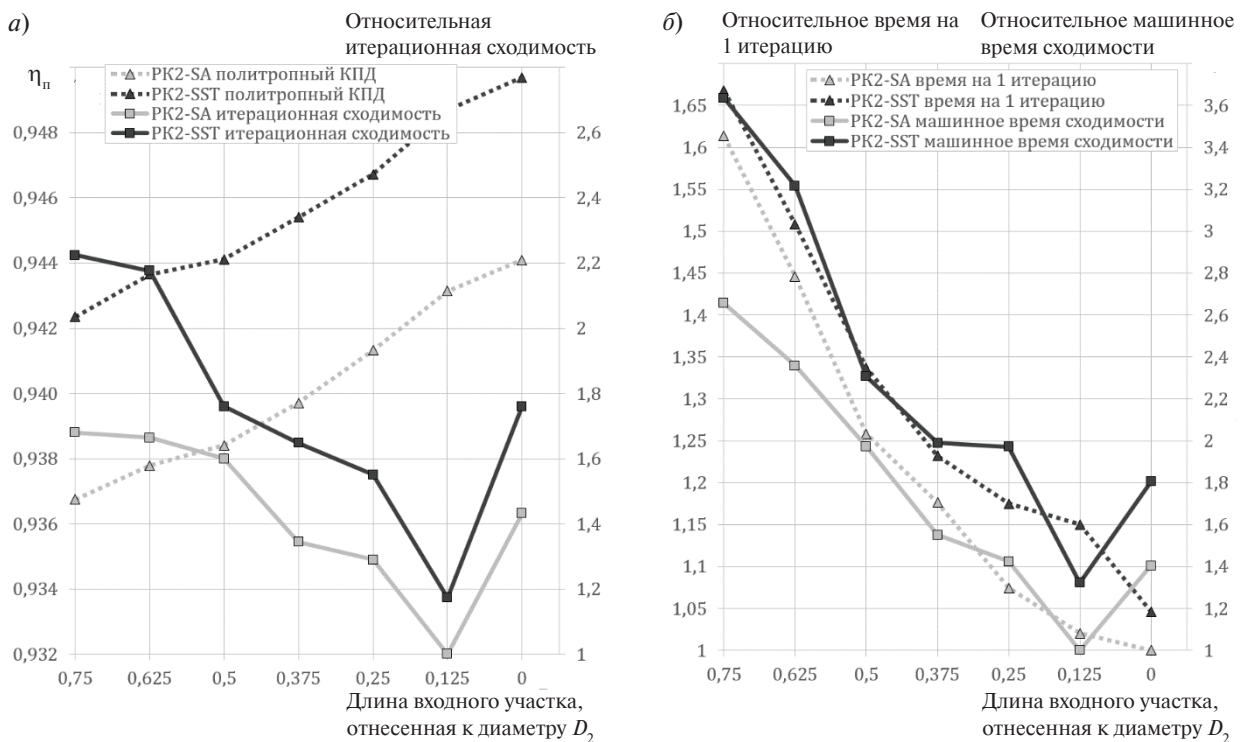 а)
Относительная
итерационная сходимость
ηп
РК2-SA политропный КПД
РК2-SST политропный КПД
РК2-SA итерационная сходимость
РК2-SST итерационная сходимость
0,948
0,946
0,944
0,942
0,940
0,938
0,936
0,934
0,932
2,6
2,4
2,2
2
1,8
1,6
1,4
1,2
1
0,75 0,625 0,5 0,375 0,25 0,125 0
Длина входного участка,
отнесенная к диаметру D2
б)
Относительное время на
1 итерацию
Относительное машинное
время сходимости
РК2-SA время на 1 итерацию
РК2-SST время на 1 итерацию
РК2-SA машинное время сходимости
РК2-SST машинное время сходимости
1,65
1,6
1,55
1,5
1,45
1,4
1,35
1,3
1,25
1,2
1,15
1,1
1,05
1
3,6
3,4
3,2
3
2,8
2,6
2,4
2,2
2
1,8
1,6
1,4
1,2
1
0,75 0,625 0,5 0,375 0,25 0,125 0
Длина входного участка,
отнесенная к диаметру D2